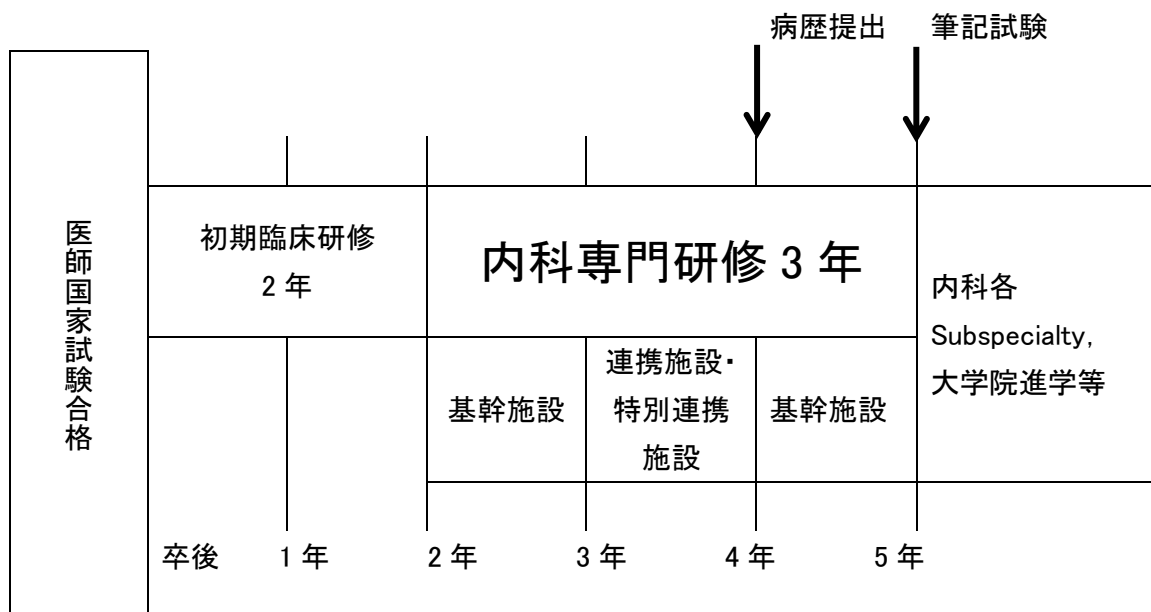 病歴提出
筆記試験
医師国家試験合格
初期臨床研修
2 年
内科専門研修 3 年
内科各
Subspecialty,
大学院進学等
基幹施設
連携施設・
特別連携
施設
基幹施設
卒後
1 年
2 年
3 年
4 年
5 年